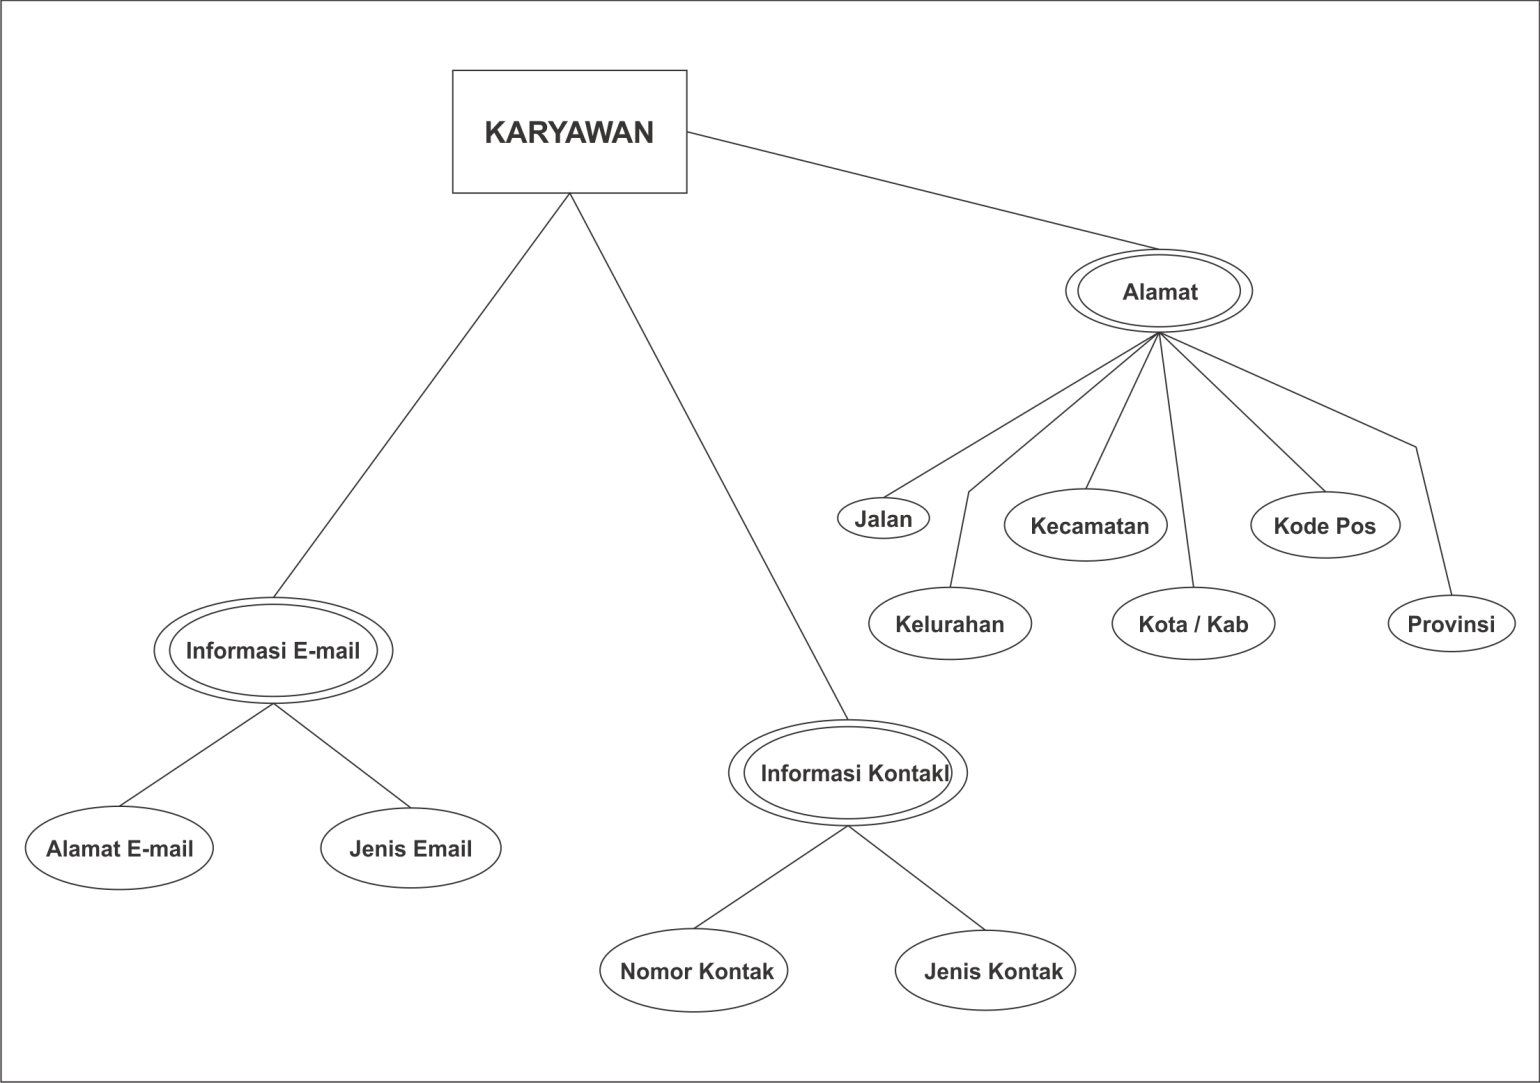 KARYAWAN
Alamat
Jalan
Kecamatan
Kode Pos
Kelurahan
Kota / Kab
Provinsi
Informasi E-mail
Informasi Kontakl
Alamat E-mail
Jenis Email
Nomor Kontak
Jenis Kontak